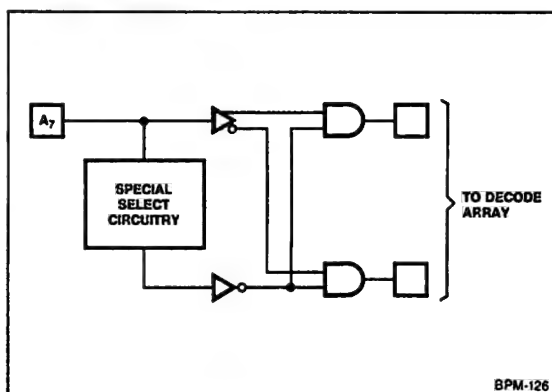 A₇
SPECIAL
SELECT
CIRCUITRY
TO DECODE
ARRAY
BPM-126